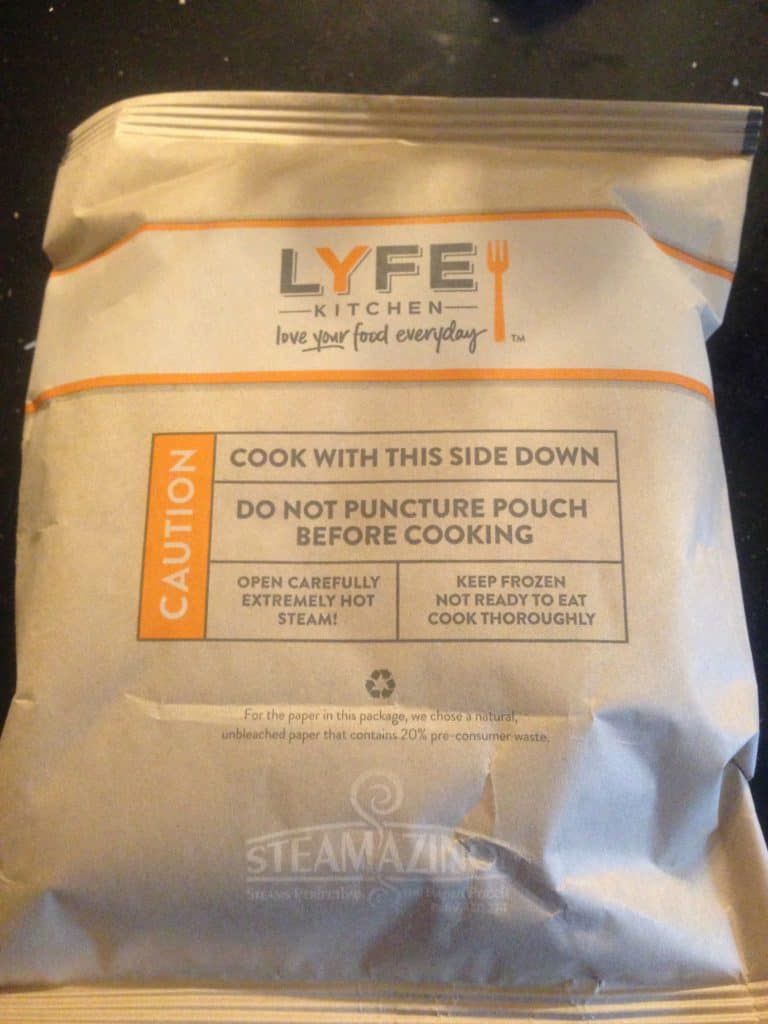 LYFE
KITCHEN
love your food everyday
TM
CAUTION
COOK WITH THIS SIDE DOWN
DO NOT PUNCTURE POUCH
BEFORE COOKING
OPEN CAREFULLY
EXTREMELY HOT
STEAM!
KEEP FROZEN
NOT READY TO EAT
COOK THOROUGHLY
For the paper in this package, we chose a natural,
unbleached paper that contains 20% pre-consumer waste.
STEAM'AZING